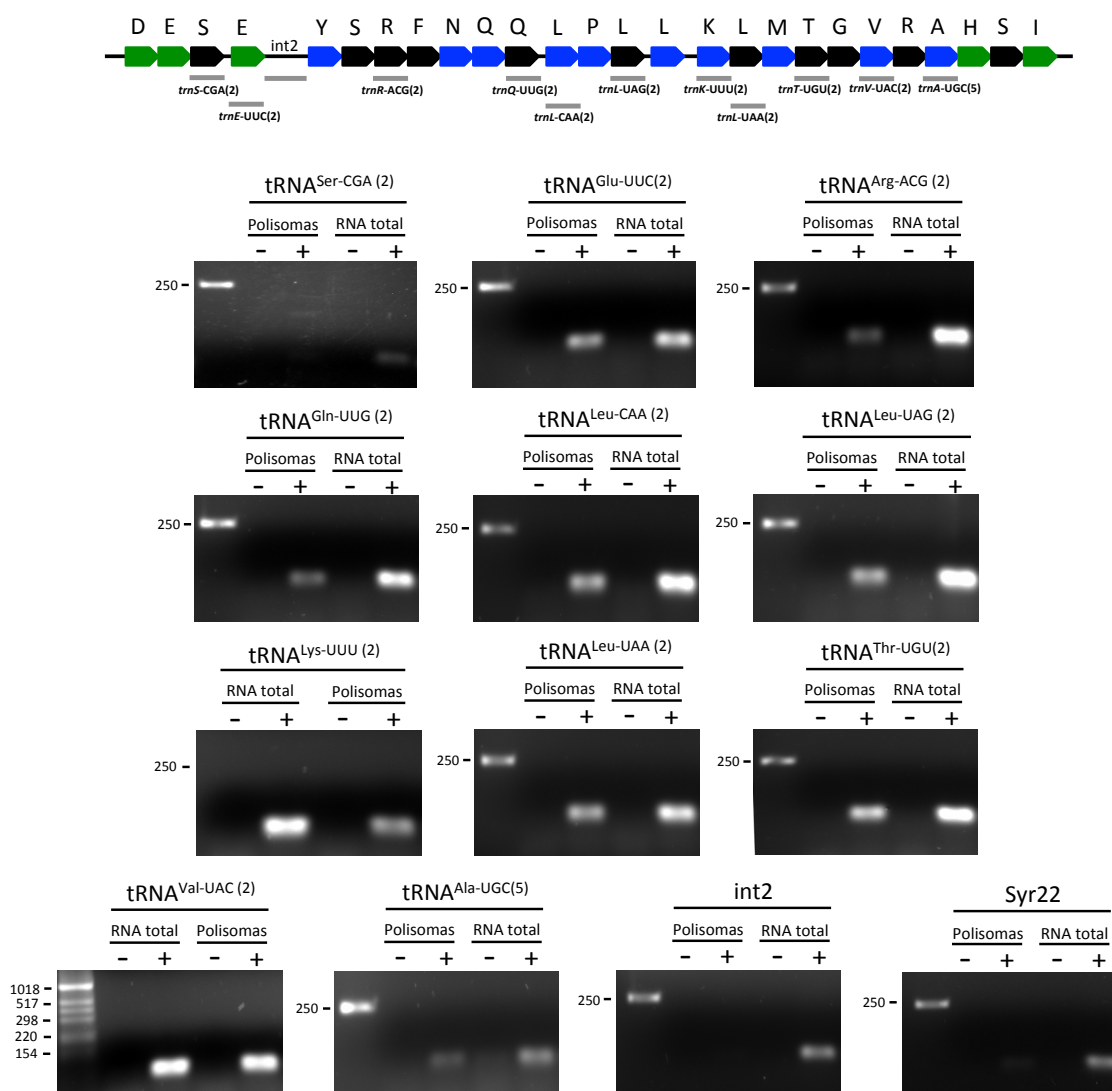 D E S E Y S R F N Q Q L P L L K L M T G V R A H S I
int2
trnS-CGA(2) trnR-ACG(2) trnQ-UUG(2) trnL-UAG(2) trnK-UUU(2) trnT-UGU(2) trnV-UAC(2) trnA-UGC(5)
trnE-UUC(2) trnL-CAA(2) trnL-UAA(2)
tRNASer-CGA (2) tRNAGlu-UUC(2) tRNAArg-ACG (2)
Polisomas RNA total Polisomas RNA total Polisomas RNA total
– + – + – + – + – + – +
250 250 250
tRNAGln-UUG (2) tRNALeu-CAA (2) tRNALeu-UAG (2)
Polisomas RNA total Polisomas RNA total Polisomas RNA total
– + – + – + – + – + – +
250 250 250
tRNALys-UUU (2) tRNALeu-UAA (2) tRNAThr-UGU(2)
RNA total Polisomas Polisomas RNA total Polisomas RNA total
– + – + – + – + – + – +
250 250 250
tRNAVal-UAC (2) tRNAAla-UGC(5) int2 Syr22
RNA total Polisomas Polisomas RNA total Polisomas RNA total Polisomas RNA total
– + – + – + – + – + – + – + – +
1018 250 250 250
517
298
220
154